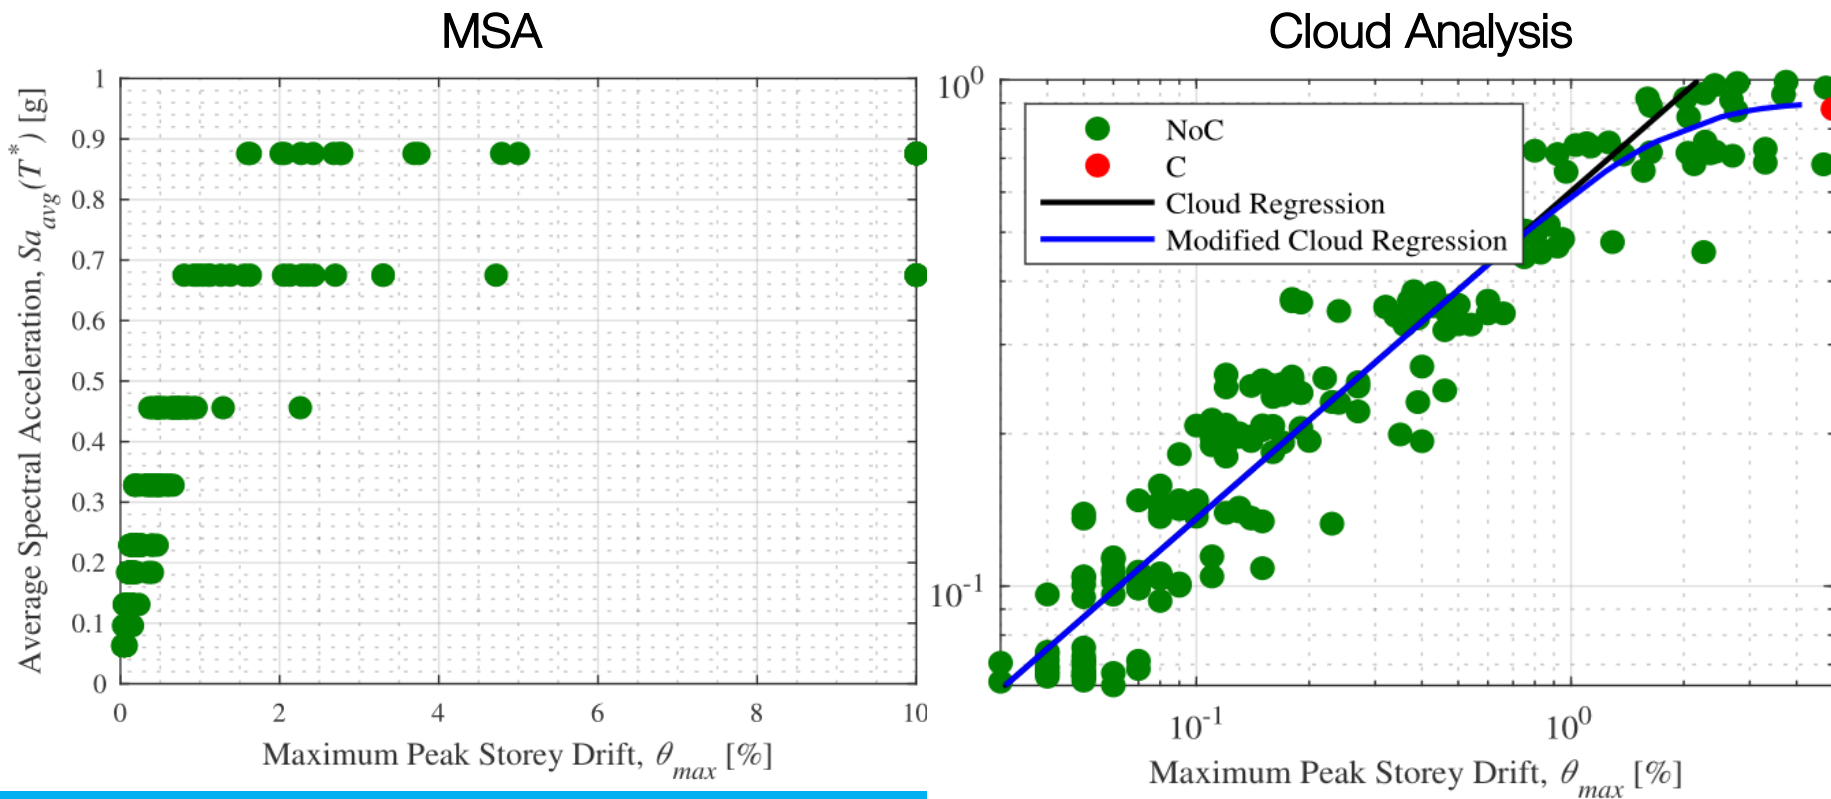 MSA
Average Spectral Acceleration, Sa_avg(T*) [g]
1
0.9
0.8
0.7
0.6
0.5
0.4
0.3
0.2
0.1
0
0 2 4 6 8 10
Maximum Peak Storey Drift, θ_max [%]
Cloud Analysis
10^0
10^-1
NoC
C
Cloud Regression
Modified Cloud Regression
10^-1 10^0
Maximum Peak Storey Drift, θ_max [%]